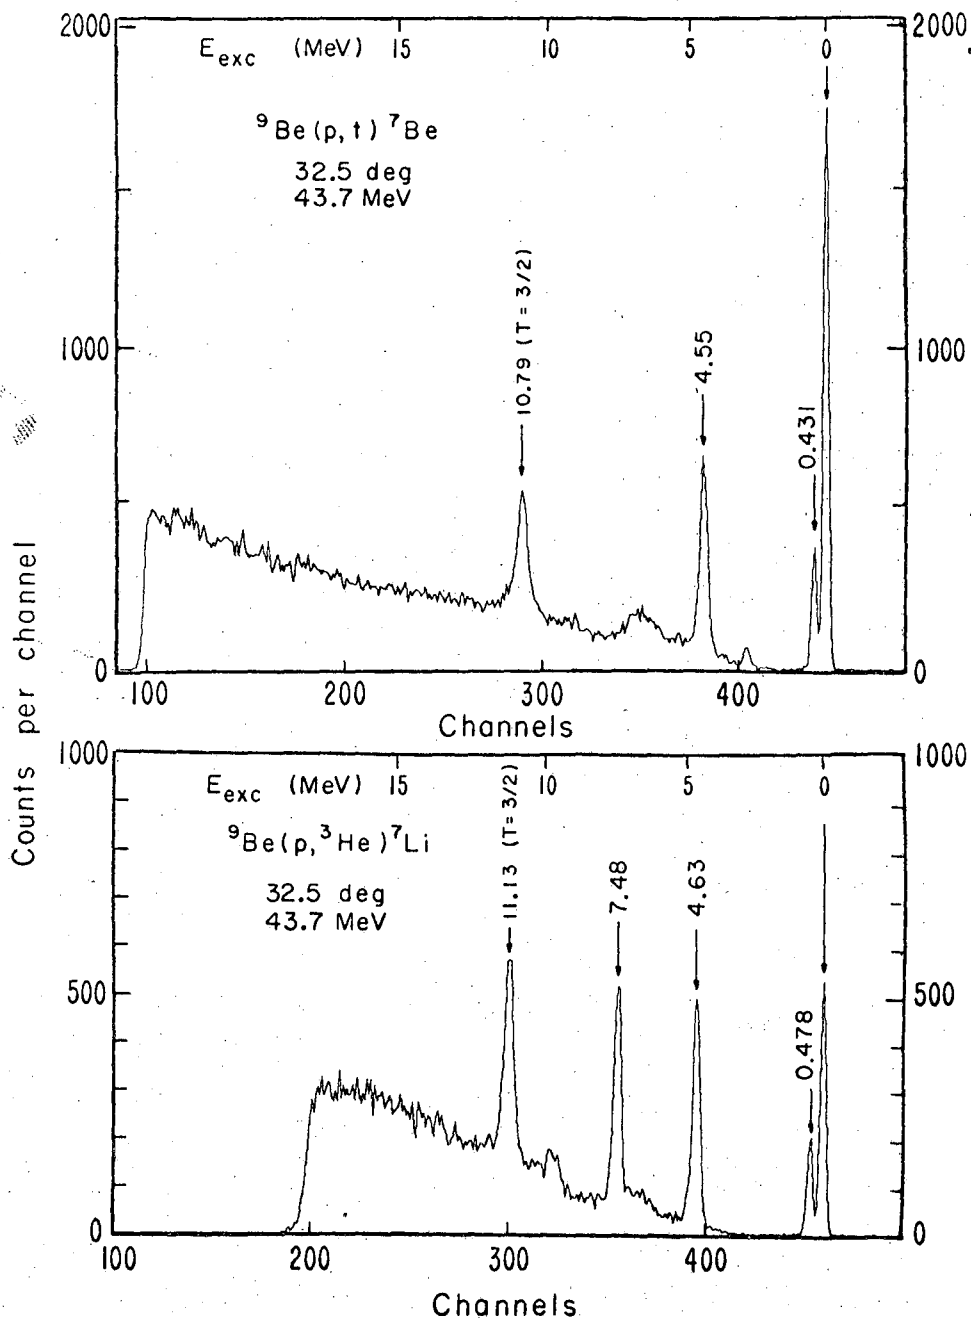 2000
E_exc (MeV) 15 10 5 0
2000
⁹Be(p,t)⁷Be
32.5 deg
43.7 MeV
10.79 (T = 3/2)
4.55
0.431
1000
1000
0
0
100 200 300 400
Channels
Counts per channel
1000
1000
E_exc (MeV) 15 10 5 0
⁹Be(p,³He)⁷Li
32.5 deg
43.7 MeV
11.13 (T=3/2)
7.48
4.63
0.478
500
500
0
0
100 200 300 400
Channels